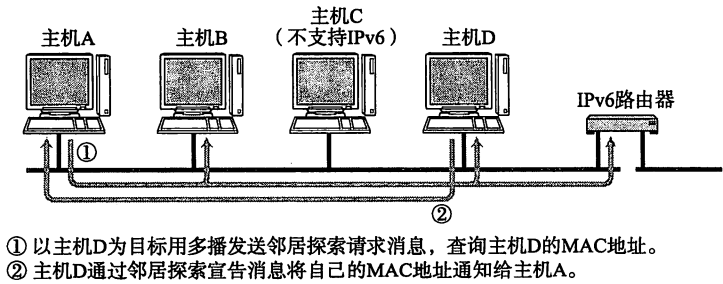 主机A
主机B
主机C
（不支持IPv6）
主机D
IPv6路由器
①
②
① 以主机D为目标用多播发送邻居探索请求消息，查询主机D的MAC地址。
② 主机D通过邻居探索宣告消息将自己的MAC地址通知给主机A。